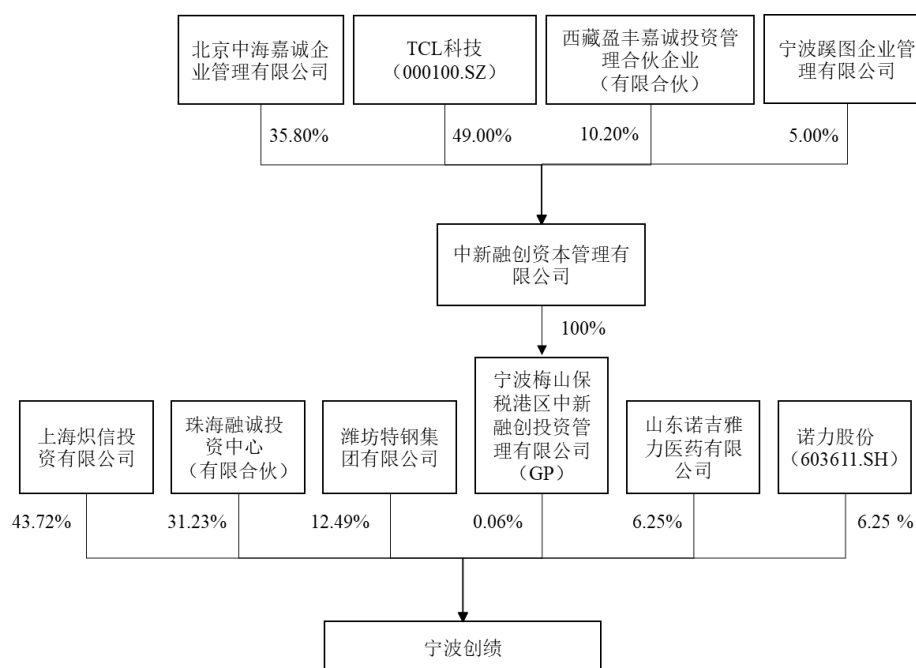 北京中海嘉诚企
业管理有限公司
TCL科技
（000100.SZ）
西藏盈丰嘉诚投资管
理合伙企业
（有限合伙）
宁波蹊图企业管
理有限公司
35.80%
49.00%
10.20%
5.00%
中新融创资本管理有
限公司
100%
上海炽信投
资有限公司
珠海融诚投
资中心
（有限合伙）
潍坊特钢集
团有限公司
宁波梅山保
税港区中新
融创投资管
理有限公司
（GP）
山东诺吉雅
力医药有限
公司
诺力股份
（603611.SH）
43.72%
31.23%
12.49%
0.06%
6.25%
6.25 %
宁波创绩